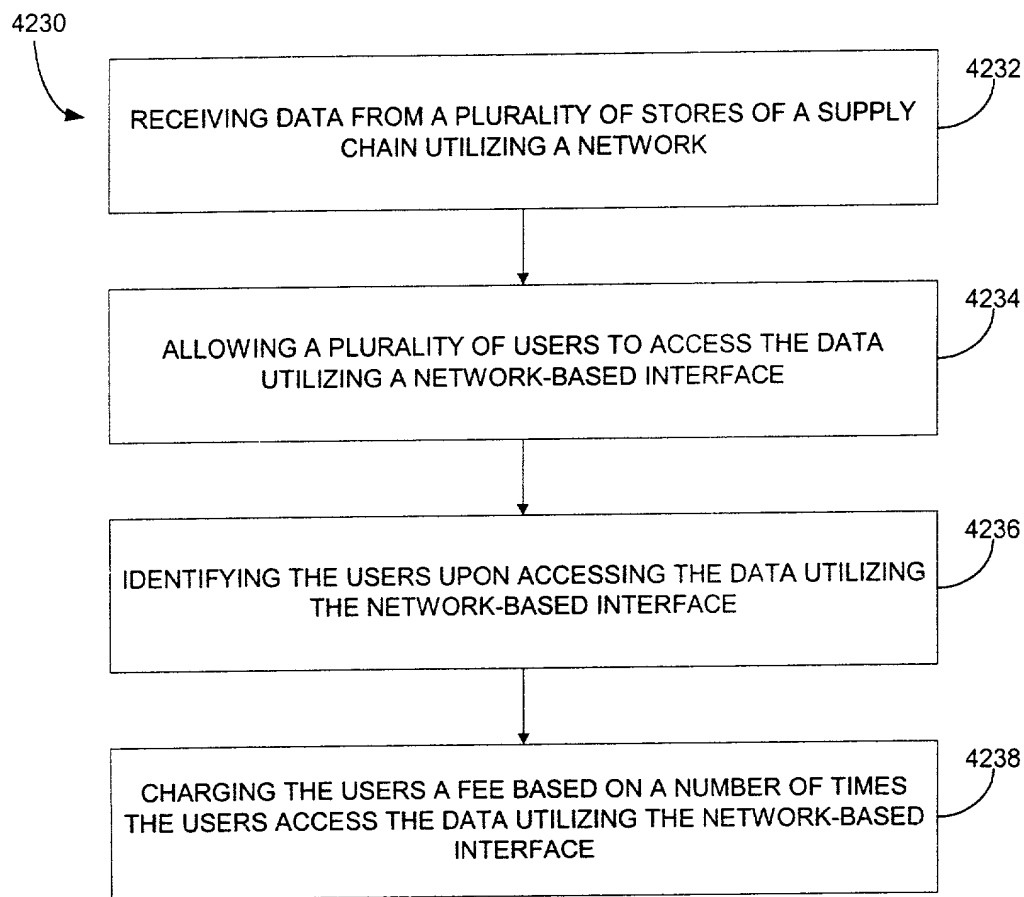 4230
4232
RECEIVING DATA FROM A PLURALITY OF STORES OF A SUPPLY
CHAIN UTILIZING A NETWORK
4234
ALLOWING A PLURALITY OF USERS TO ACCESS THE DATA
UTILIZING A NETWORK-BASED INTERFACE
4236
IDENTIFYING THE USERS UPON ACCESSING THE DATA UTILIZING
THE NETWORK-BASED INTERFACE
4238
CHARGING THE USERS A FEE BASED ON A NUMBER OF TIMES
THE USERS ACCESS THE DATA UTILIZING THE NETWORK-BASED
INTERFACE